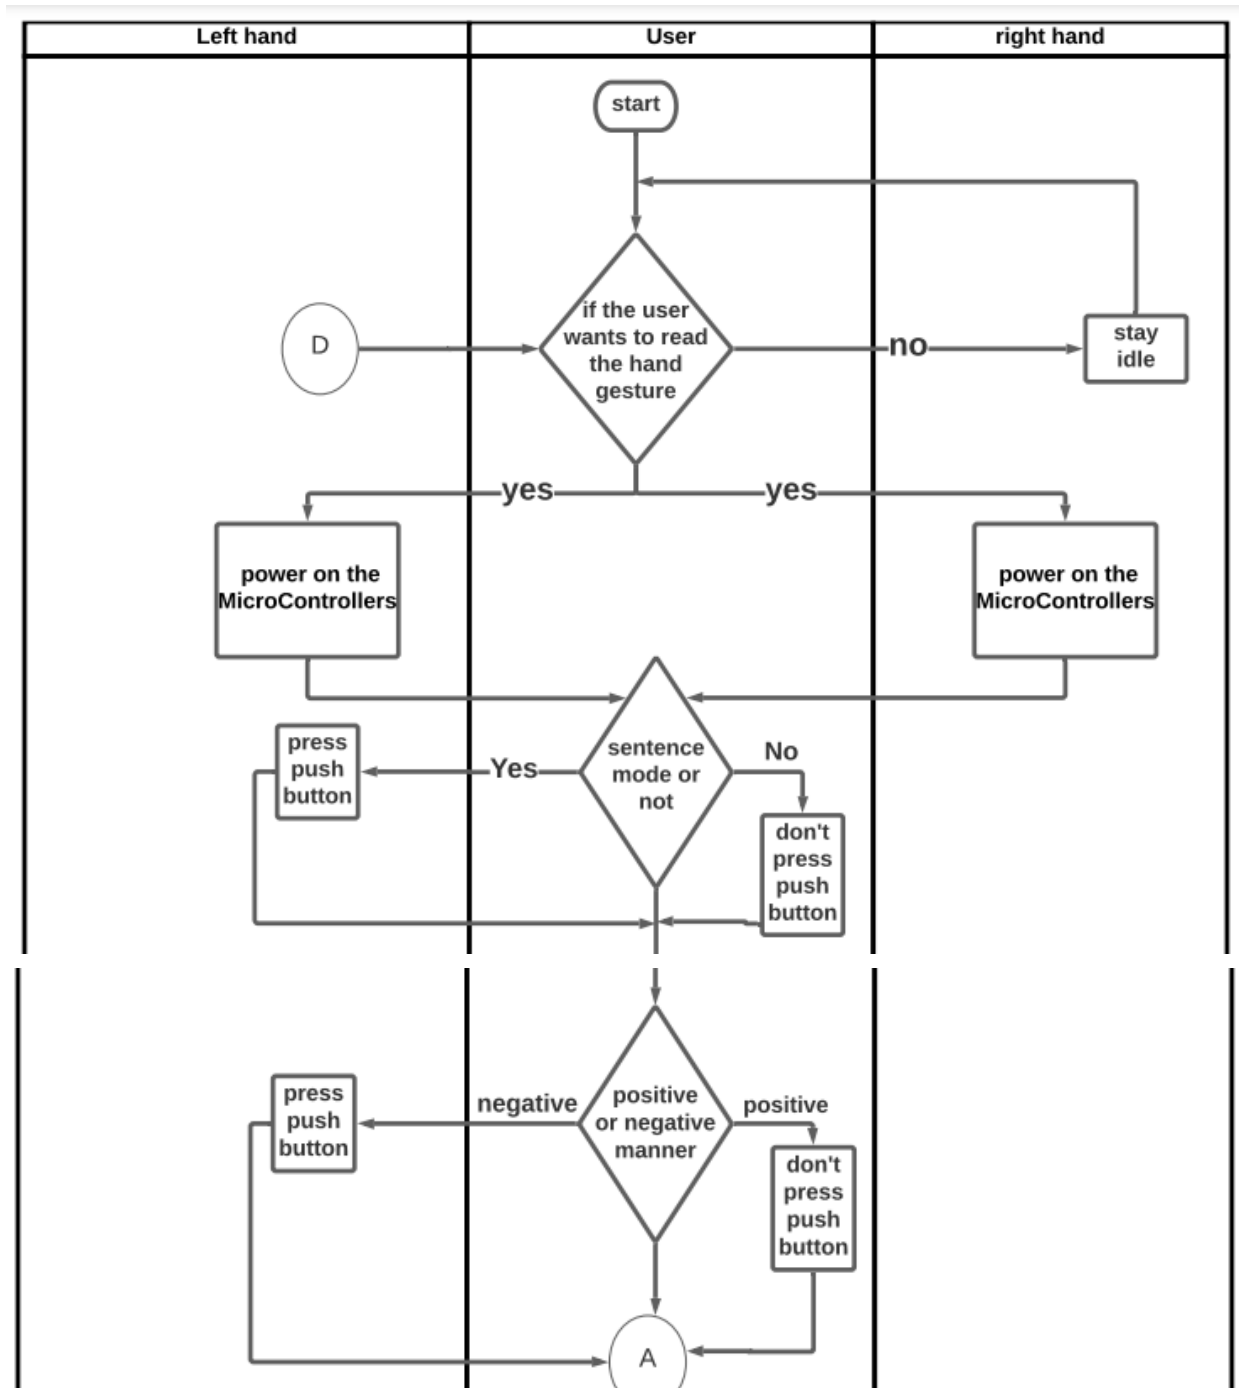 Left hand
User
right hand
start
if the user
wants to read
the hand
gesture
D
no
stay
idle
yes
yes
power on the
MicroControllers
power on the
MicroControllers
sentence
mode or
not
Yes
No
press
push
button
don't
press
push
button
positive
or negative
manner
negative
positive
press
push
button
don't
press
push
button
A